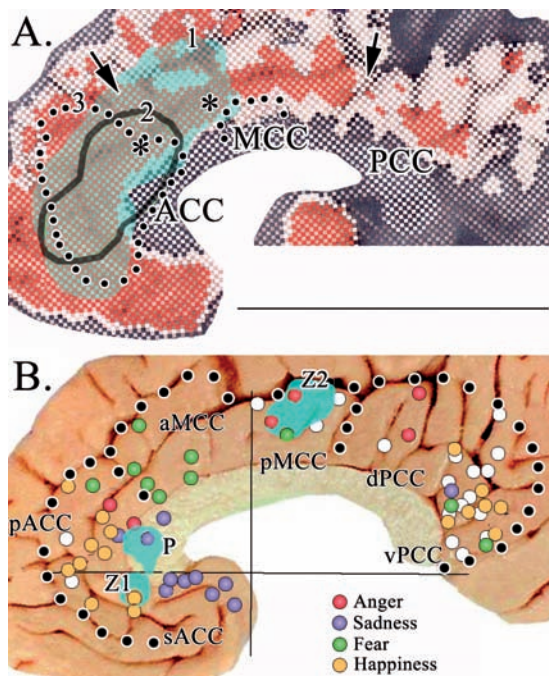 A.
1
3
2
*
*
MCC
PCC
ACC
B.
Z2
aMCC
pMCC
dPCC
pACC
P
vPCC
Z1
sACC
Anger
Sadness
Fear
Happiness